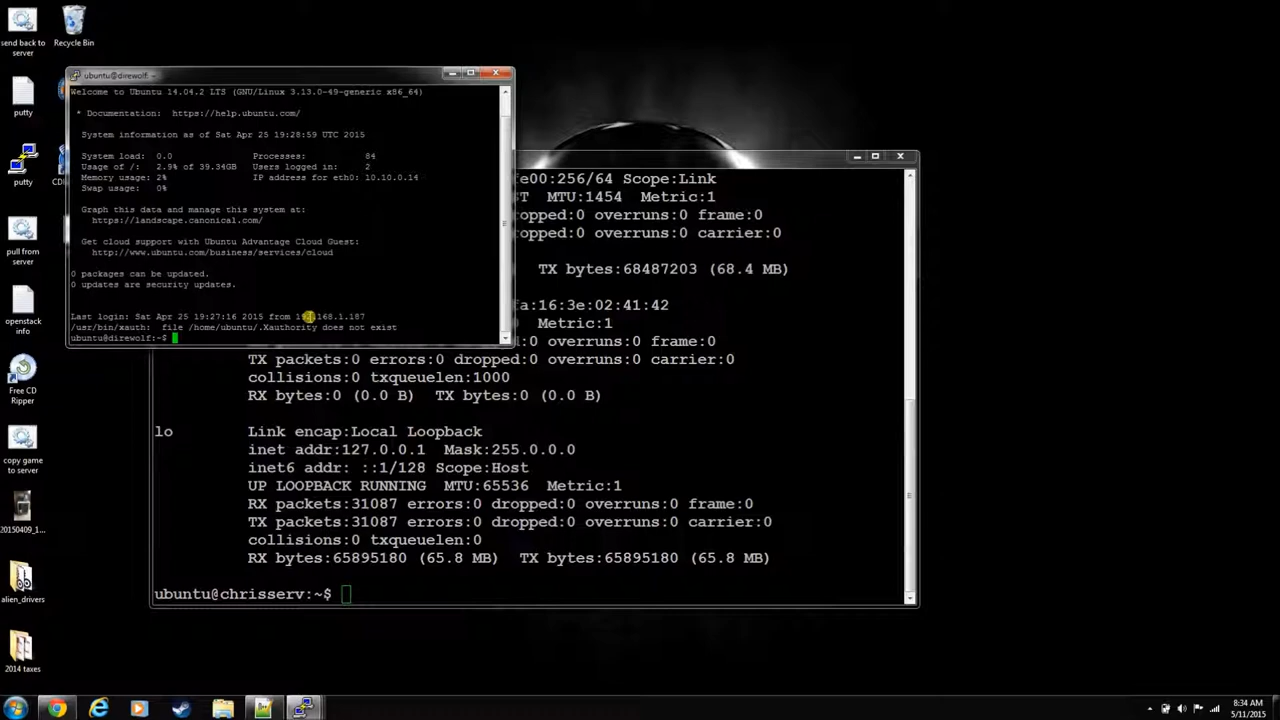 send back to
server
Recycle Bin
putty
putty
CD
pull from
server
openstack
info
Free CD
Ripper
copy game
to server
20150409_1...
alien_drivers
2014 taxes
ubuntu@direwolf: ~
Welcome to Ubuntu 14.04.2 LTS (GNU/Linux 3.13.0-49-generic x86_64)
* Documentation:  https://help.ubuntu.com/
System information as of Sat Apr 25 19:28:59 UTC 2015
System load:  0.0    Processes:    84
Usage of /:   2.9% of 39.34GB   Users logged in:    2
Memory usage: 2%    IP address for eth0: 10.10.0.14
Swap usage:   0%
Graph this data and manage this system at:
https://landscape.canonical.com/
Get cloud support with Ubuntu Advantage Cloud Guest:
http://www.ubuntu.com/business/services/cloud
0 packages can be updated.
0 updates are security updates.
Last login: Sat Apr 25 19:27:16 2015 from 192.168.1.187
/usr/bin/xauth:  file /home/ubuntu/.Xauthority does not exist
ubuntu@direwolf:~$
fe00:256/64 Scope:Link
ST  MTU:1454  Metric:1
dropped:0 overruns:0 frame:0
dropped:0 overruns:0 carrier:0
TX bytes:68487203 (68.4 MB)
fa:16:3e:02:41:42
Metric:1
dropped:0 overruns:0 frame:0
TX packets:0 errors:0 dropped:0 overruns:0 carrier:0
collisions:0 txqueuelen:1000
RX bytes:0 (0.0 B)  TX bytes:0 (0.0 B)
lo        Link encap:Local Loopback
inet addr:127.0.0.1  Mask:255.0.0.0
inet6 addr: ::1/128 Scope:Host
UP LOOPBACK RUNNING  MTU:65536  Metric:1
RX packets:31087 errors:0 dropped:0 overruns:0 frame:0
TX packets:31087 errors:0 dropped:0 overruns:0 carrier:0
collisions:0 txqueuelen:0
RX bytes:65895180 (65.8 MB)  TX bytes:65895180 (65.8 MB)
ubuntu@chrisserv:~$
8:34 AM
5/11/2015